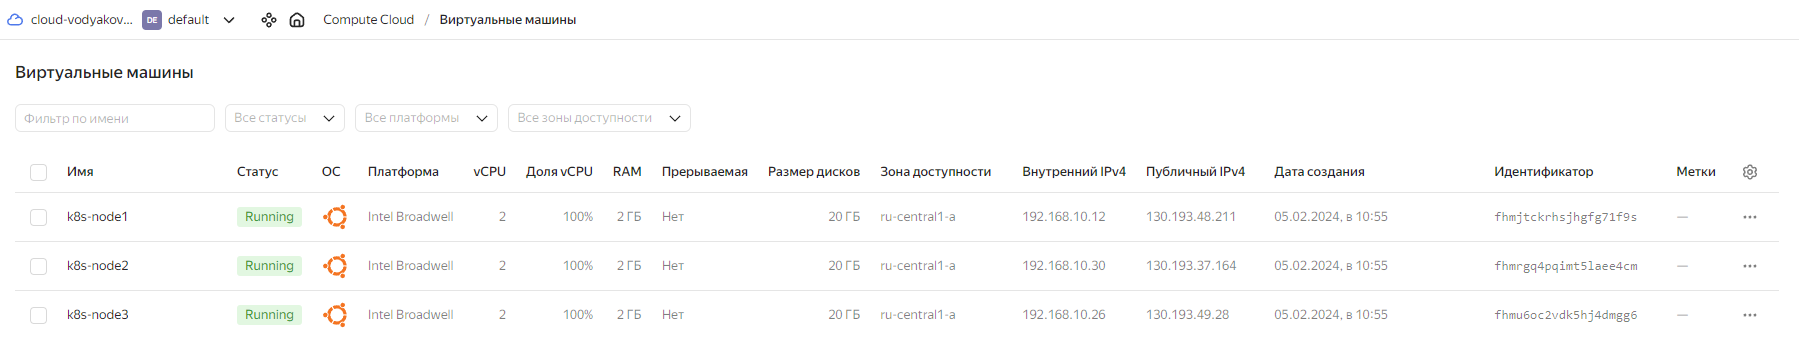 cloud-vodyakov... DE default Compute Cloud / Виртуальные машины
Виртуальные машины
Фильтр по имени Все статусы Все платформы Все зоны доступности
Имя Статус ОС Платформа vCPU Доля vCPU RAM Прерываемая Размер дисков Зона доступности Внутренний IPv4 Публичный IPv4 Дата создания Идентификатор Метки
k8s-node1 Running Intel Broadwell 2 100% 2 ГБ Нет 20 ГБ ru-central1-a 192.168.10.12 130.193.48.211 05.02.2024, в 10:55 fhmjtckrhsjhgfg71f9s — ...
k8s-node2 Running Intel Broadwell 2 100% 2 ГБ Нет 20 ГБ ru-central1-a 192.168.10.30 130.193.37.164 05.02.2024, в 10:55 fhmrgq4pqimt5laee4cm — ...
k8s-node3 Running Intel Broadwell 2 100% 2 ГБ Нет 20 ГБ ru-central1-a 192.168.10.26 130.193.49.28 05.02.2024, в 10:55 fhmu6oc2vdk5hj4dmgg6 — ...